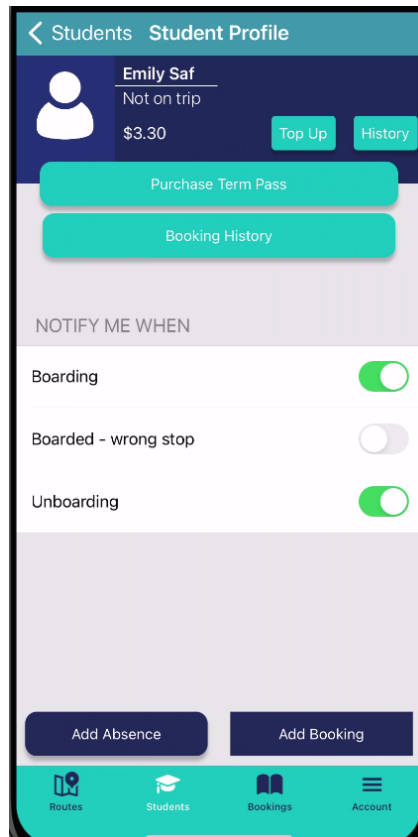 Students Student Profile
Emily Saf
Not on trip
$3.30 Top Up History
Purchase Term Pass
Booking History
NOTIFY ME WHEN
Boarding
Boarded - wrong stop
Unboarding
Add Absence Add Booking
Routes Students Bookings Account